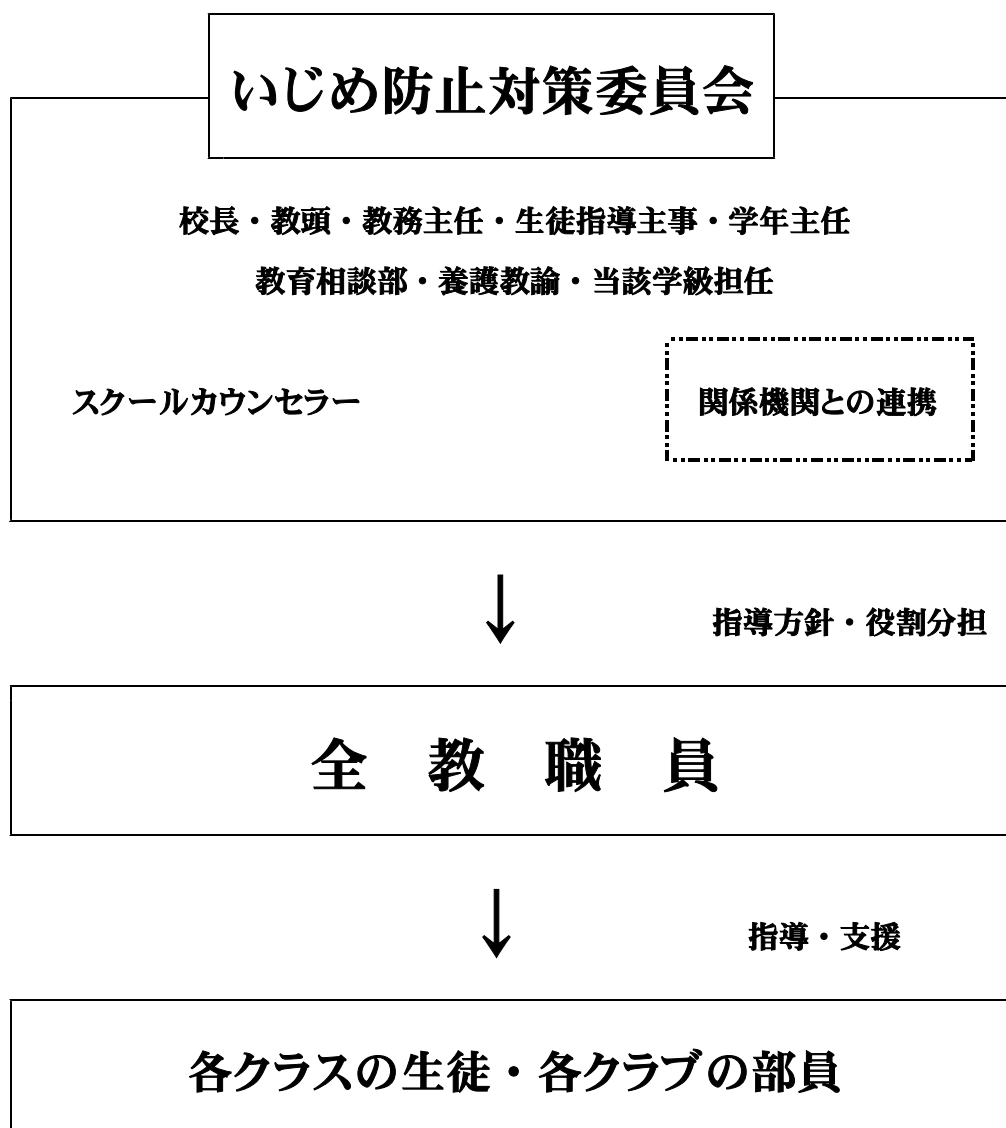 いじめ防止対策委員会
校長・教頭・教務主任・生徒指導主事・学年主任
教育相談部・養護教諭・当該学級担任
スクールカウンセラー
関係機関との連携
↓
指導方針・役割分担
全　教　職　員
↓
指導・支援
各クラスの生徒・各クラブの部員